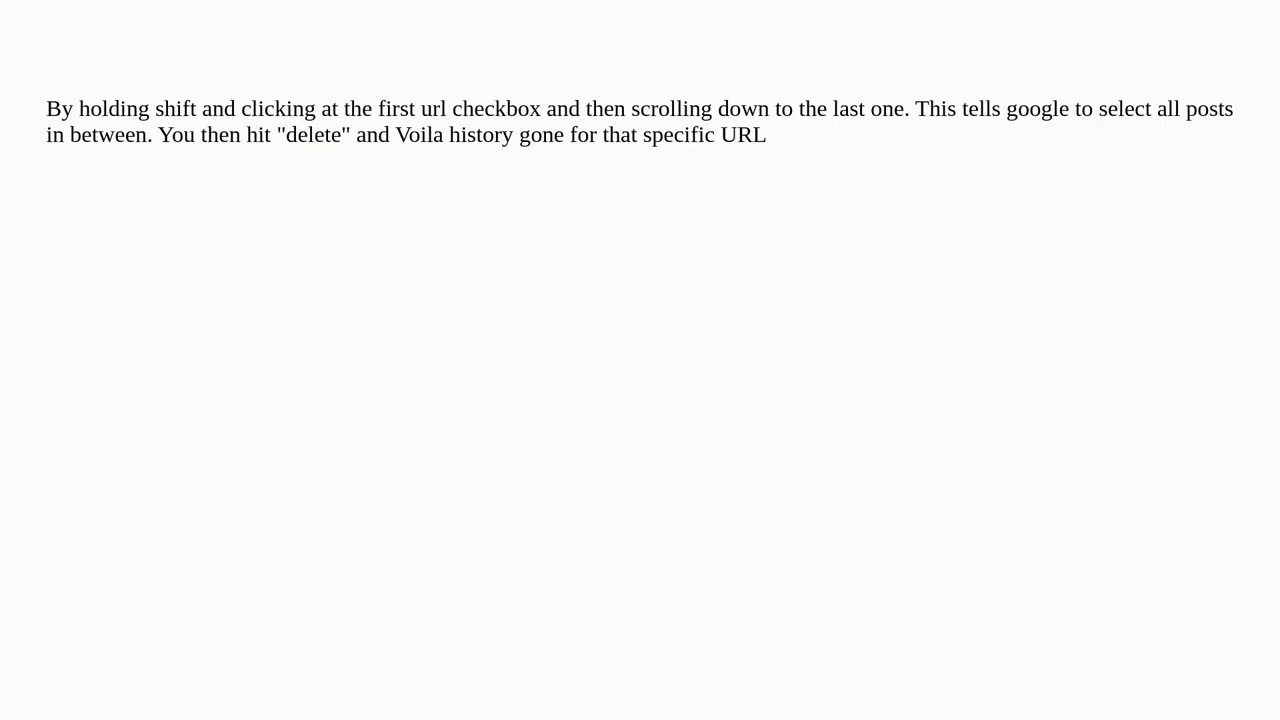 By holding shift and clicking at the first url checkbox and then scrolling down to the last one. This tells google to select all posts
in between. You then hit "delete" and Voila history gone for that specific URL